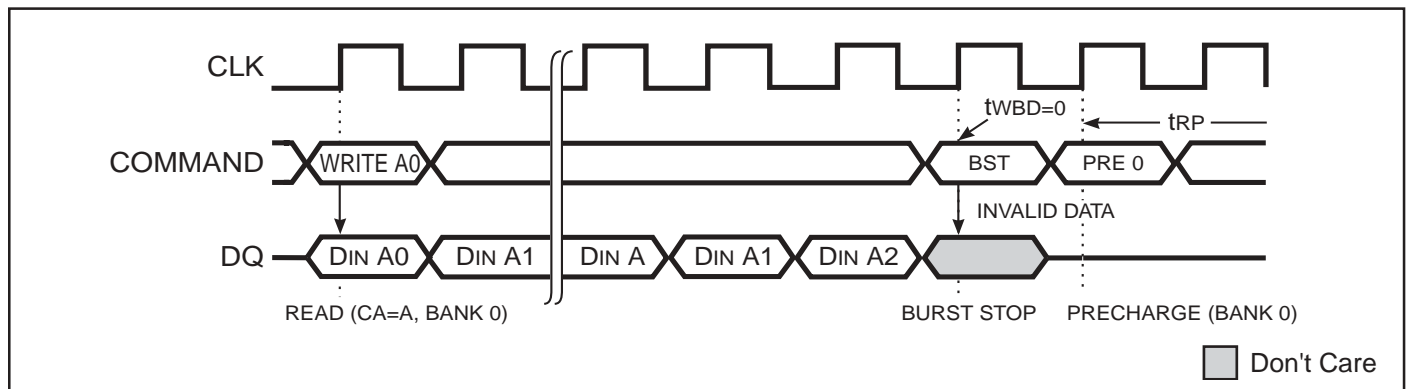 CLK
tWBD=0
tRP
COMMAND
WRITE A0
BST
PRE 0
INVALID DATA
DQ
DIN A0
DIN A1
DIN A
DIN A1
DIN A2
READ (CA=A, BANK 0)
BURST STOP
PRECHARGE (BANK 0)
Don't Care